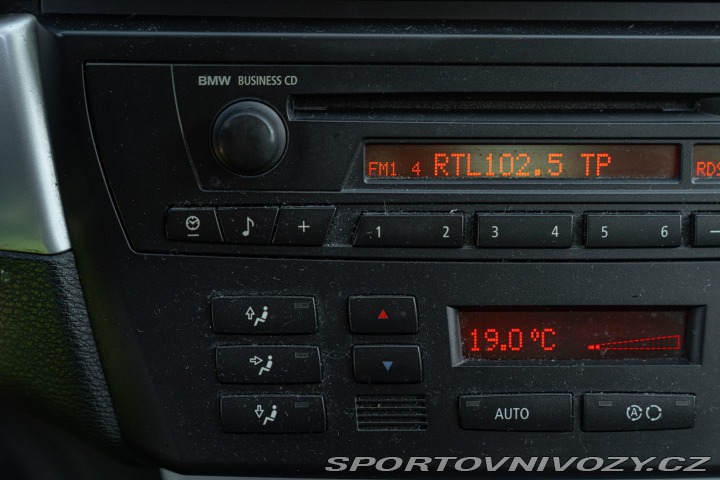 BMW BUSINESS CD
FM1 4 RTL102.5 TP
RDS
+
1 2 3 4 5 6 −
19.0 °C
AUTO
A
SPORTOVNIVOZY.CZ